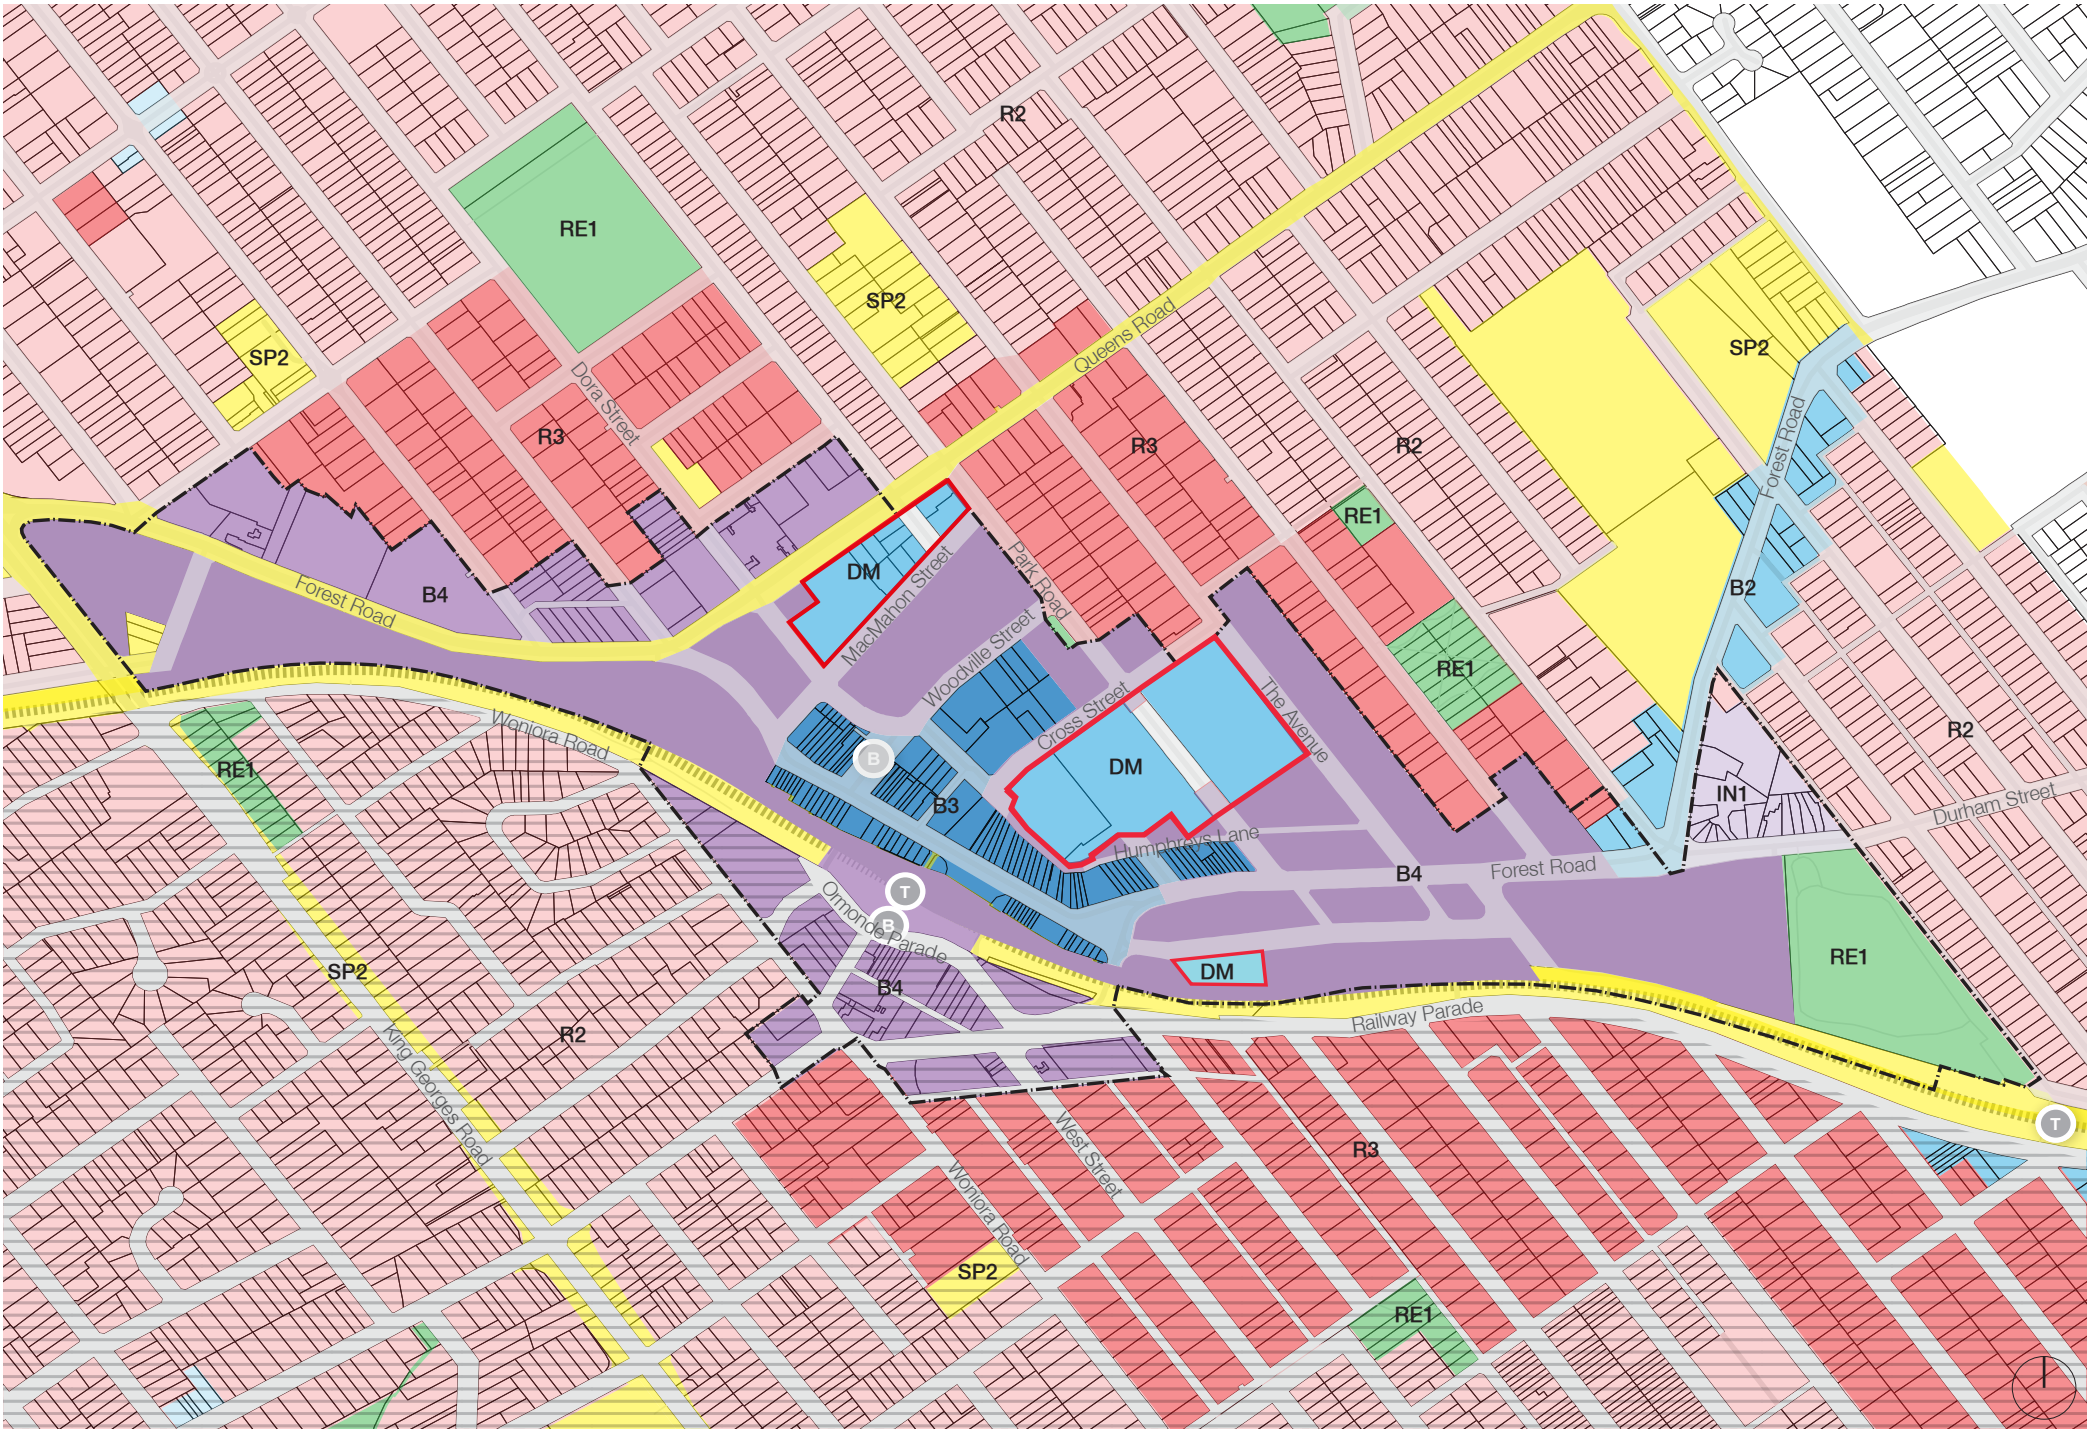 R2
RE1
SP2
SP2
Queens Road
SP2
Dora Street
Forest Road
R3
R3
R2
RE1
Park Road
DM
MacMahon Street
B4
Forest Road
B2
Woodville Street
RE1
Cross Street
The Avenue
Woniora Road
R2
RE1
B
DM
IN1
B3
Durham Street
Humphreys Lane
Forest Road
B4
T
B
Ormonde Parade
RE1
SP2
DM
B4
Railway Parade
R2
King Georges Road
T
West Street
R3
Woniora Road
SP2
RE1